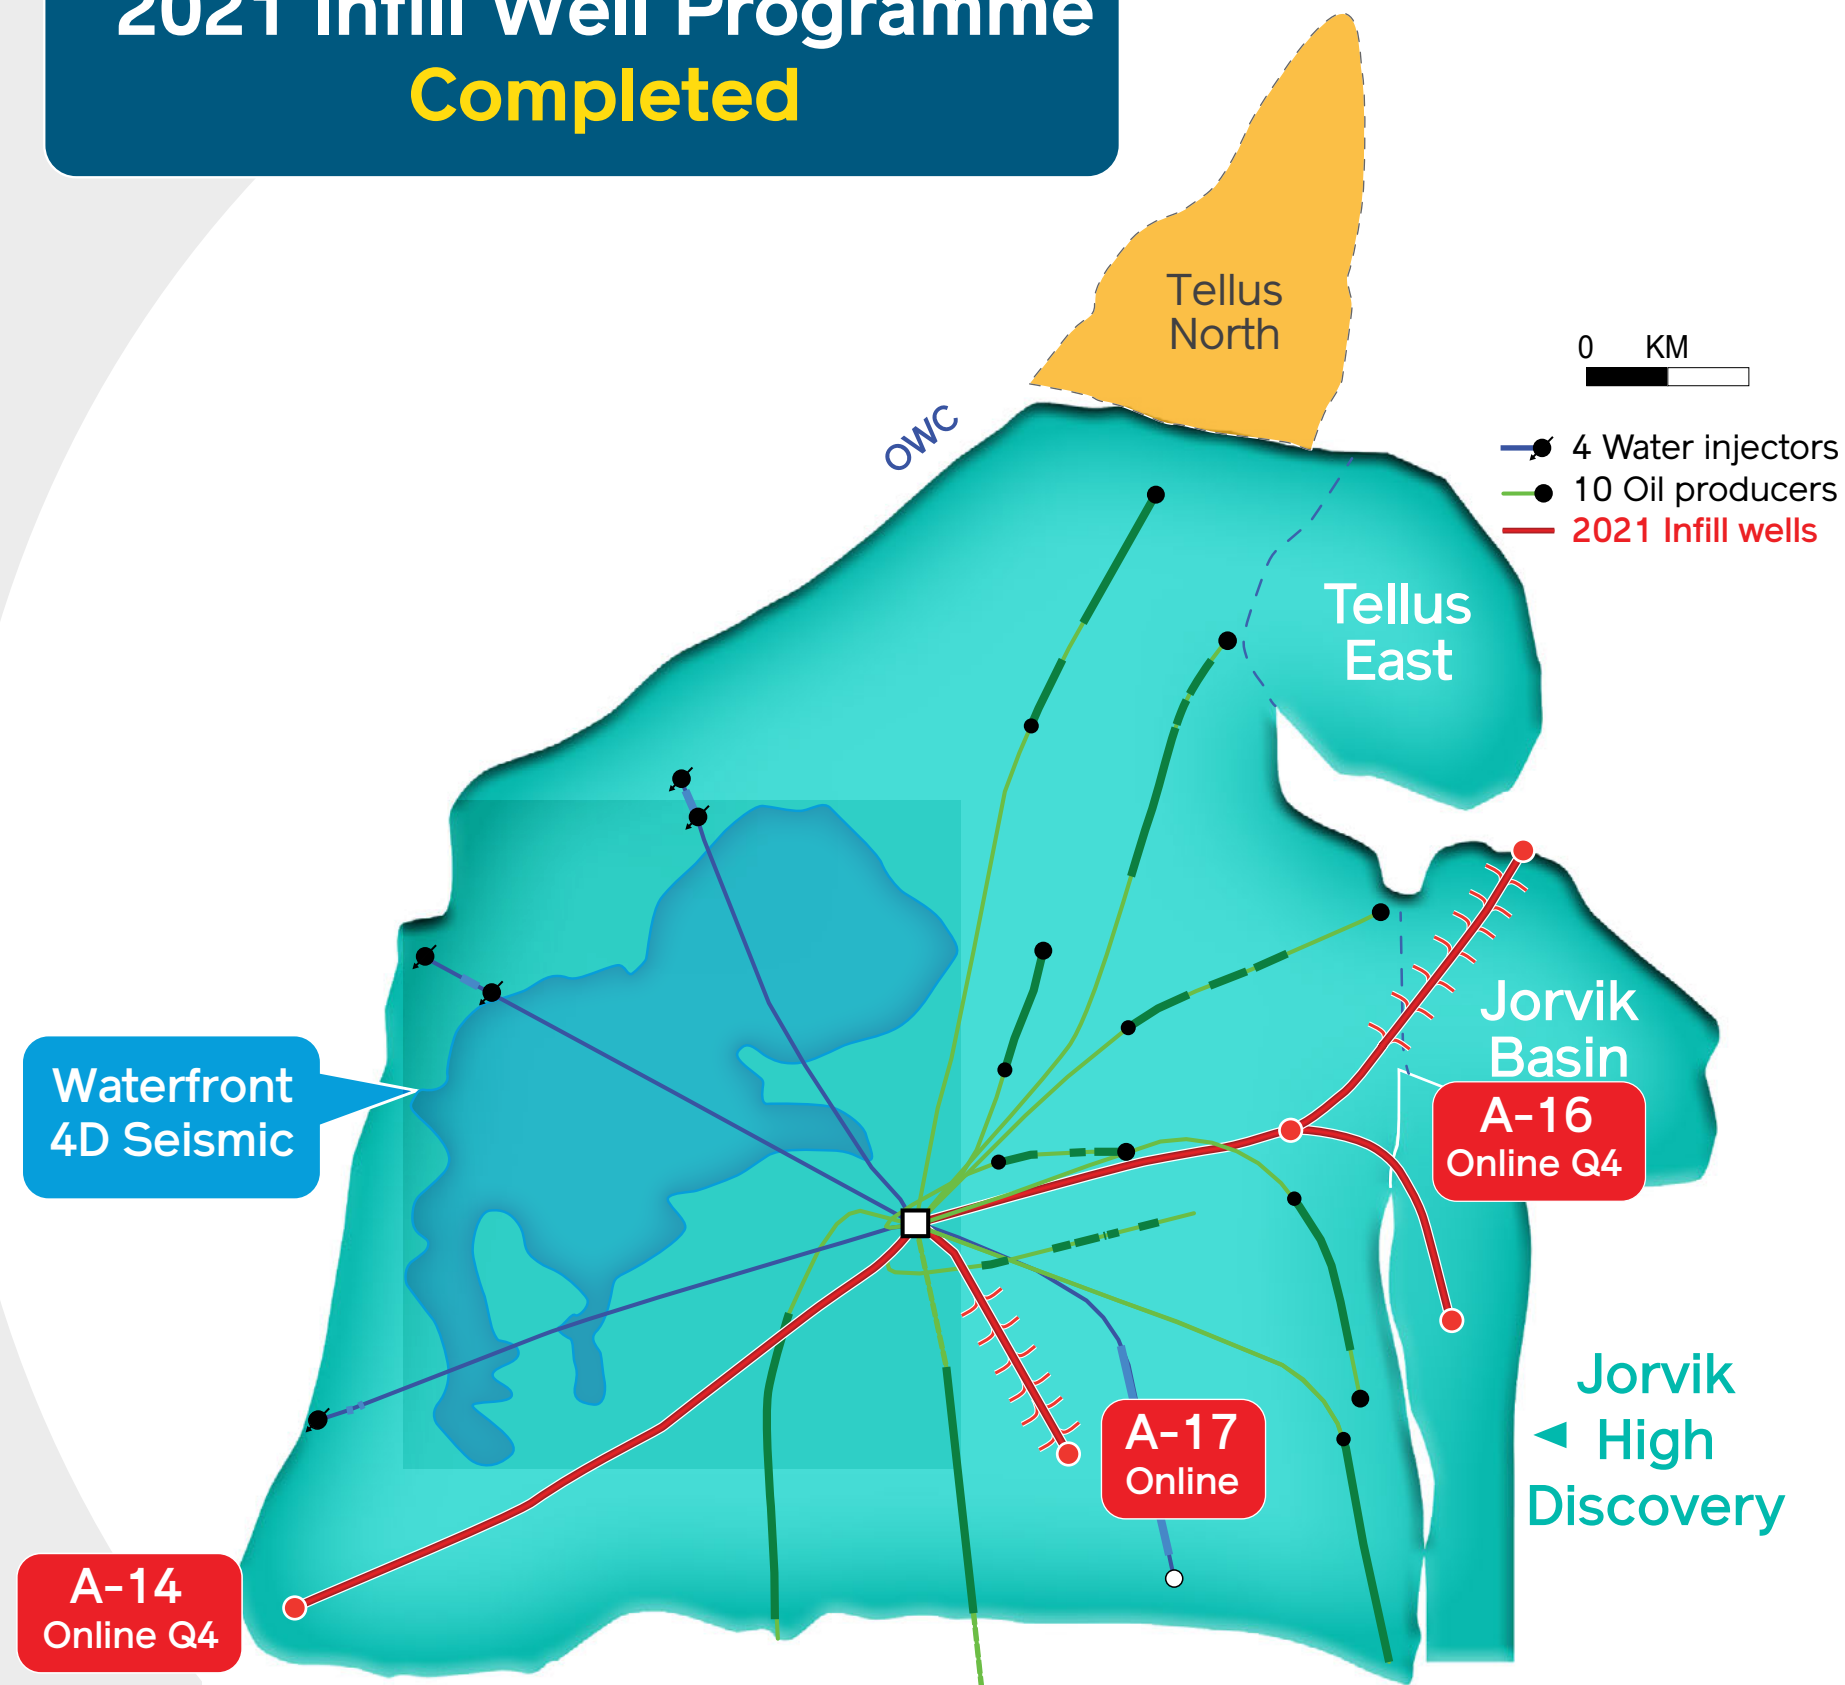 2021 Infill Well Programme
Completed
Tellus
North
0 KM
OWC
4 Water injectors
10 Oil producers
2021 Infill wells
Tellus
East
Jorvik
Basin
Waterfront
4D Seismic
A-16
Online Q4
Jorvik
High
Discovery
A-17
Online
A-14
Online Q4